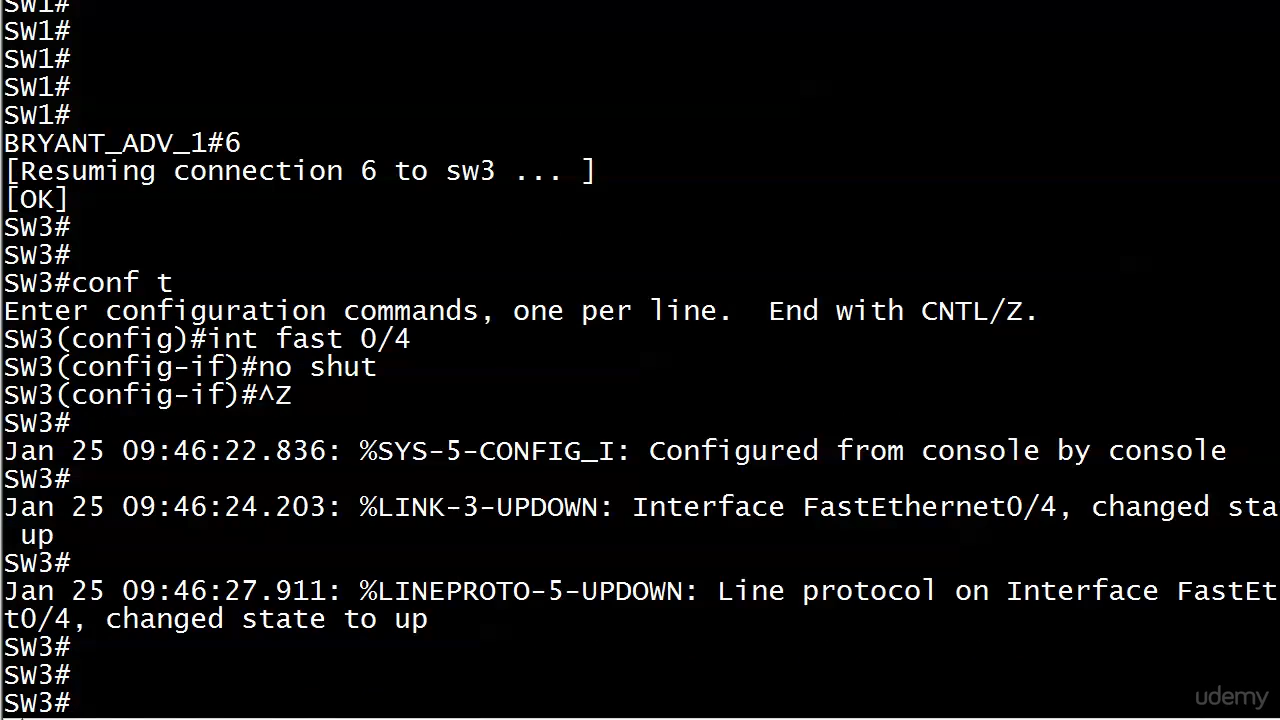 SW1#
SW1#
SW1#
SW1#
SW1#
BRYANT_ADV_1#6
[Resuming connection 6 to sw3 ... ]
[OK]
SW3#
SW3#
SW3#conf t
Enter configuration commands, one per line.  End with CNTL/Z.
SW3(config)#int fast 0/4
SW3(config-if)#no shut
SW3(config-if)#^Z
SW3#
Jan 25 09:46:22.836: %SYS-5-CONFIG_I: Configured from console by console
SW3#
Jan 25 09:46:24.203: %LINK-3-UPDOWN: Interface FastEthernet0/4, changed sta
 up
SW3#
Jan 25 09:46:27.911: %LINEPROTO-5-UPDOWN: Line protocol on Interface FastEt
t0/4, changed state to up
SW3#
SW3#
SW3#
udemy